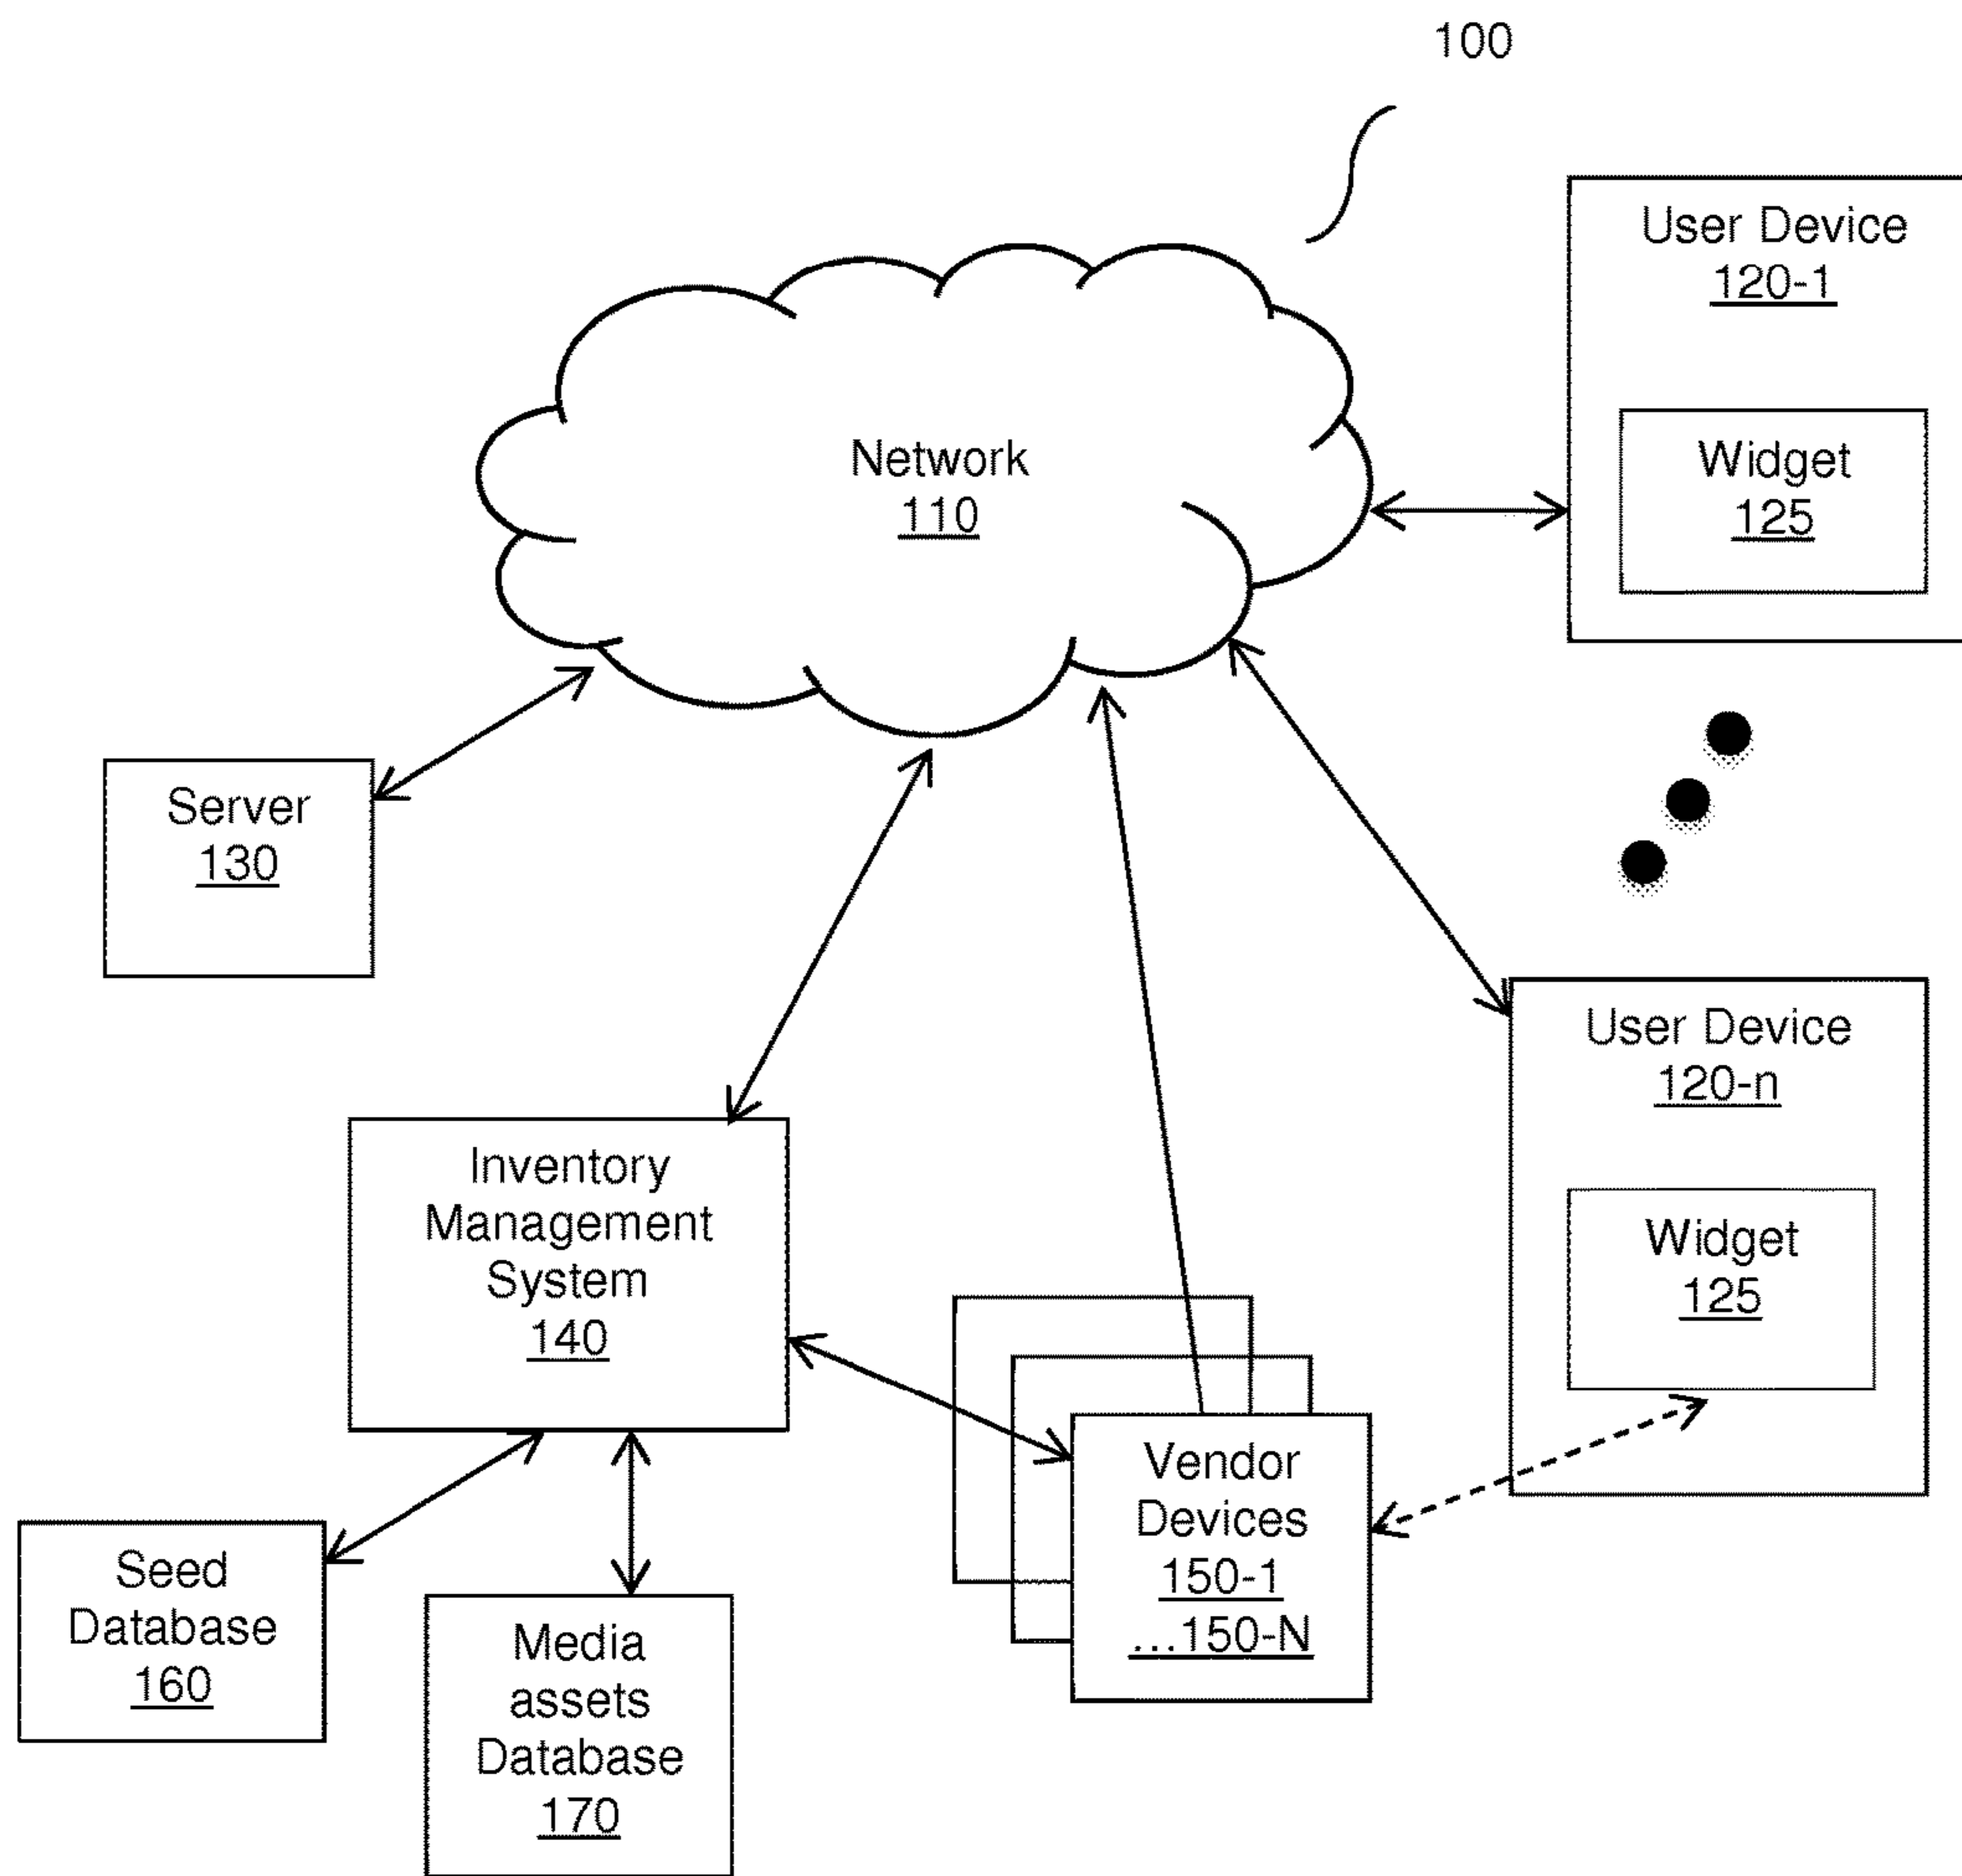 100
User Device
120-1
Widget
125
Network
110
Server
130
User Device
120-n
Widget
125
Inventory
Management
System
140
Vendor
Devices
150-1
...150-N
Seed
Database
160
Media
assets
Database
170